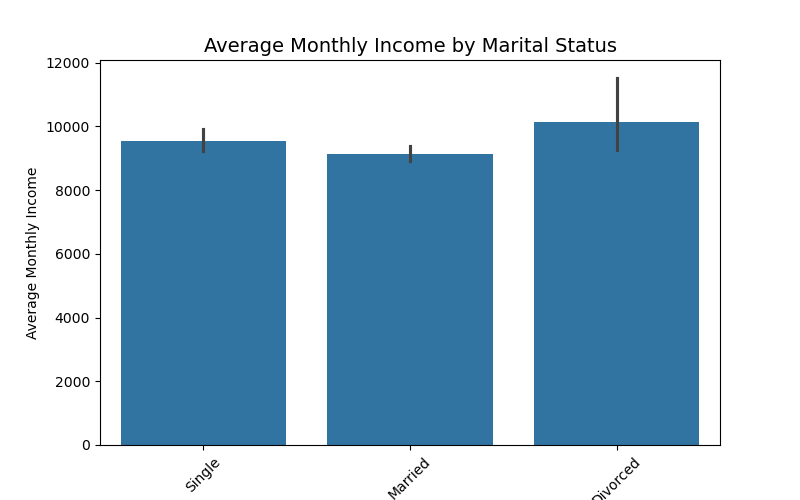 Average Monthly Income by Marital Status
12000
10000
8000
6000
4000
2000
0
Average Monthly Income
Single
Married
Divorced